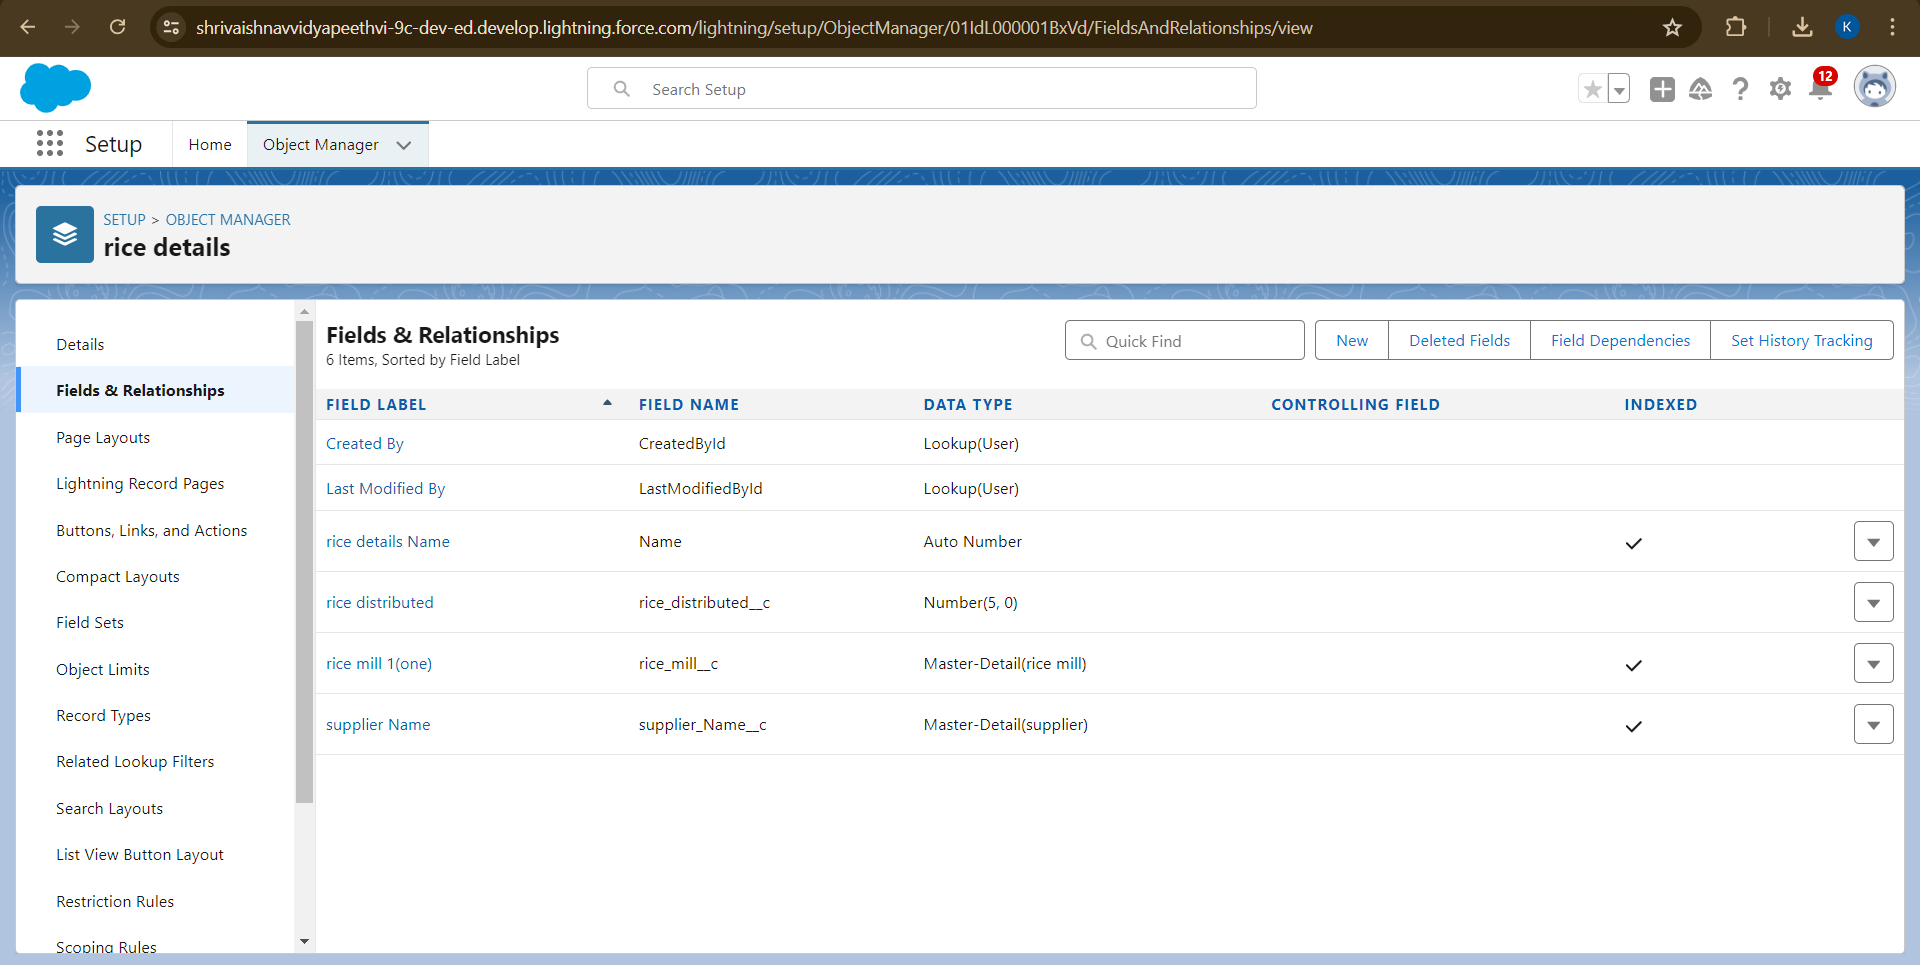 shrivaishnavvidyapeethvi-9c-dev-ed.develop.lightning.force.com/lightning/setup/ObjectManager/01IdL000001BxVd/FieldsAndRelationships/view
K
Search Setup
12
Setup
Home
Object Manager
SETUP > OBJECT MANAGER
rice details
Details
Fields & Relationships
Page Layouts
Lightning Record Pages
Buttons, Links, and Actions
Compact Layouts
Field Sets
Object Limits
Record Types
Related Lookup Filters
Search Layouts
List View Button Layout
Restriction Rules
Scoping Rules
Fields & Relationships
6 Items, Sorted by Field Label
Quick Find
New
Deleted Fields
Field Dependencies
Set History Tracking
FIELD LABEL FIELD NAME DATA TYPE CONTROLLING FIELD INDEXED
Created By CreatedById Lookup(User)
Last Modified By LastModifiedById Lookup(User)
rice details Name Name Auto Number
rice distributed rice_distributed__c Number(5, 0)
rice mill 1(one) rice_mill__c Master-Detail(rice mill)
supplier Name supplier_Name__c Master-Detail(supplier)